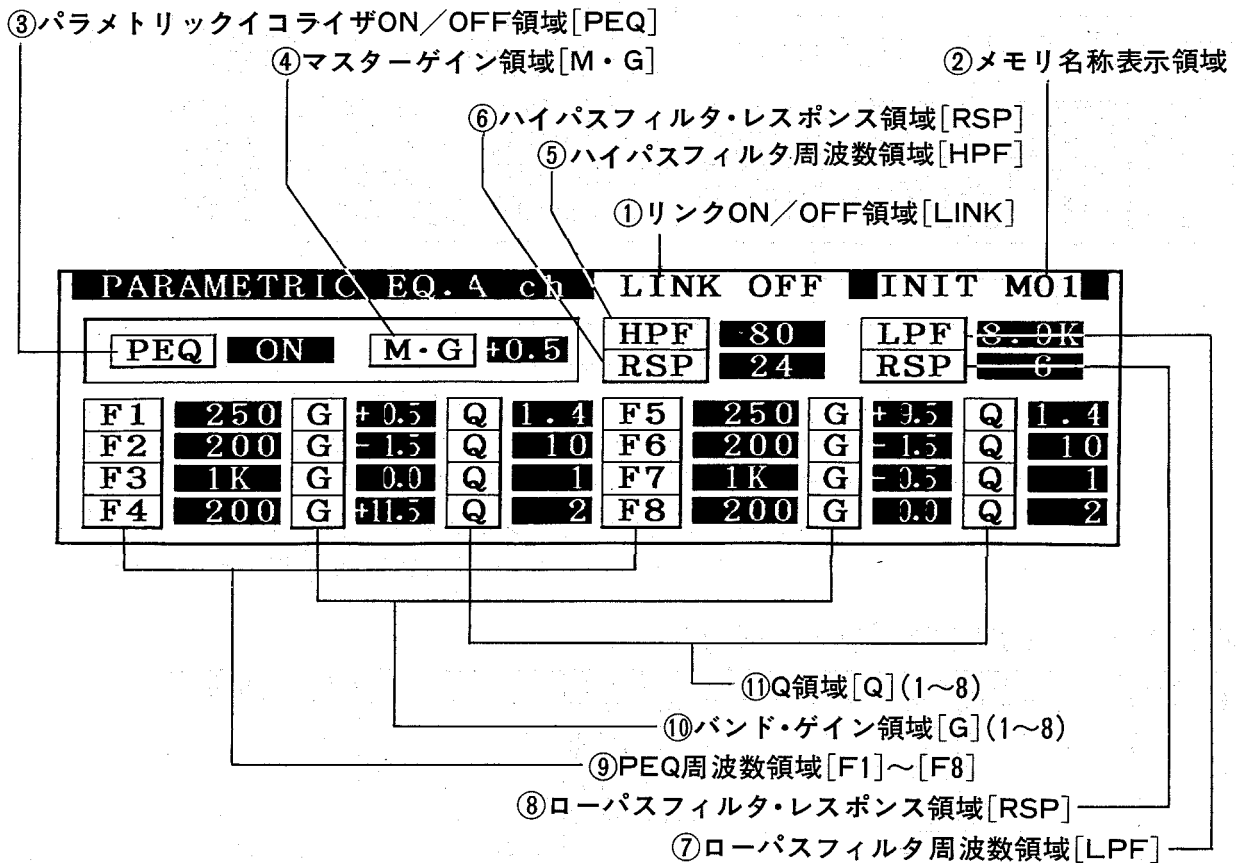 ③パラメトリックイコライザON／OFF領域[PEQ]
④マスターゲイン領域[M・G]
②メモリ名称表示領域
⑥ハイパスフィルタ・レスポンス領域[RSP]
⑤ハイパスフィルタ周波数領域[HPF]
①リンクON／OFF領域[LINK]
PARAMETRIC EQ.A ch LINK OFF INIT M01
PEQ ON M・G +0.5 HPF 80 LPF 8.0K
RSP 24 RSP 6
F1 250 G +0.5 Q 1.4 F5 250 G +0.5 Q 1.4
F2 200 G -1.5 Q 10 F6 200 G -1.5 Q 10
F3 1K G 0.0 Q 1 F7 1K G -0.5 Q 1
F4 200 G +11.5 Q 2 F8 200 G 0.0 Q 2
⑪Q領域[Q](1〜8)
⑩バンド・ゲイン領域[G](1〜8)
⑨PEQ周波数領域[F1]〜[F8]
⑧ローパスフィルタ・レスポンス領域[RSP]
⑦ローパスフィルタ周波数領域[LPF]